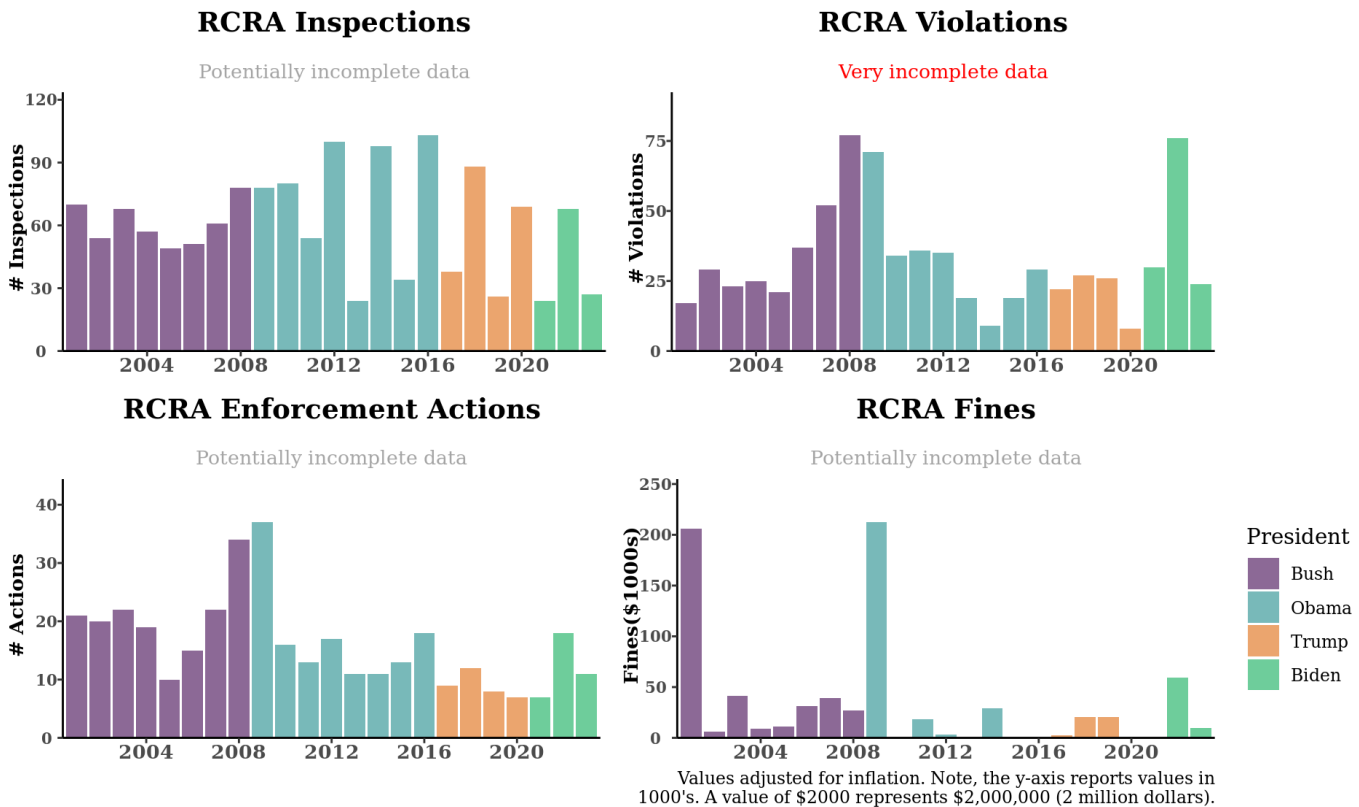 RCRA Inspections
Potentially incomplete data
# Inspections
120
90
60
30
0
2004
2008
2012
2016
2020
RCRA Violations
Very incomplete data
# Violations
75
50
25
0
2004
2008
2012
2016
2020
RCRA Enforcement Actions
Potentially incomplete data
# Actions
40
30
20
10
0
2004
2008
2012
2016
2020
RCRA Fines
Potentially incomplete data
Fines($1000s)
250
200
150
100
50
0
2004
2008
2012
2016
2020
President
Bush
Obama
Trump
Biden
Values adjusted for inflation. Note, the y-axis reports values in
1000's. A value of $2000 represents $2,000,000 (2 million dollars).